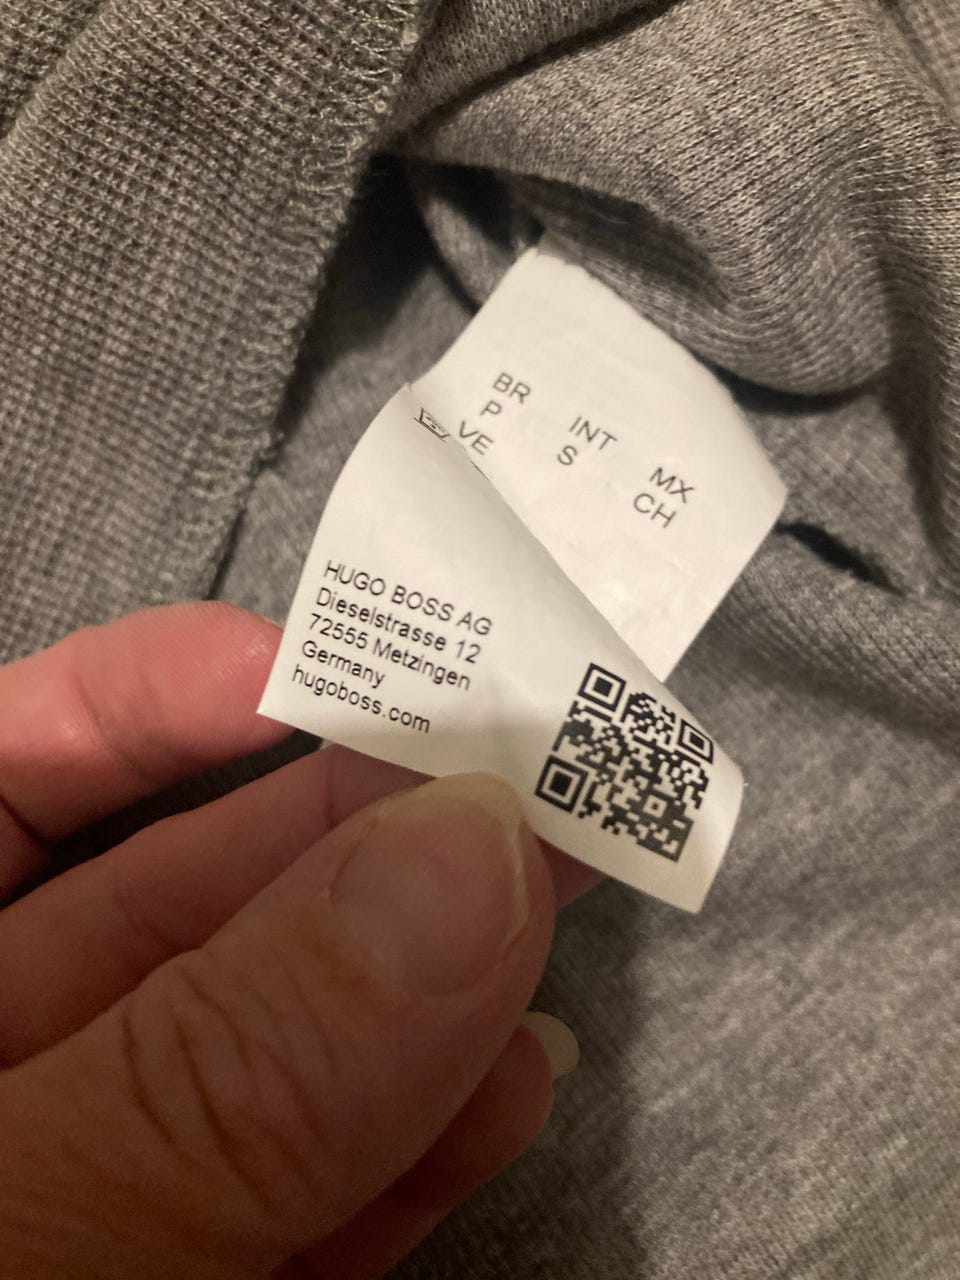 BR
P
VE
INT
S
MX
CH
HUGO BOSS AG
Dieselstrasse 12
72555 Metzingen
Germany
hugoboss.com